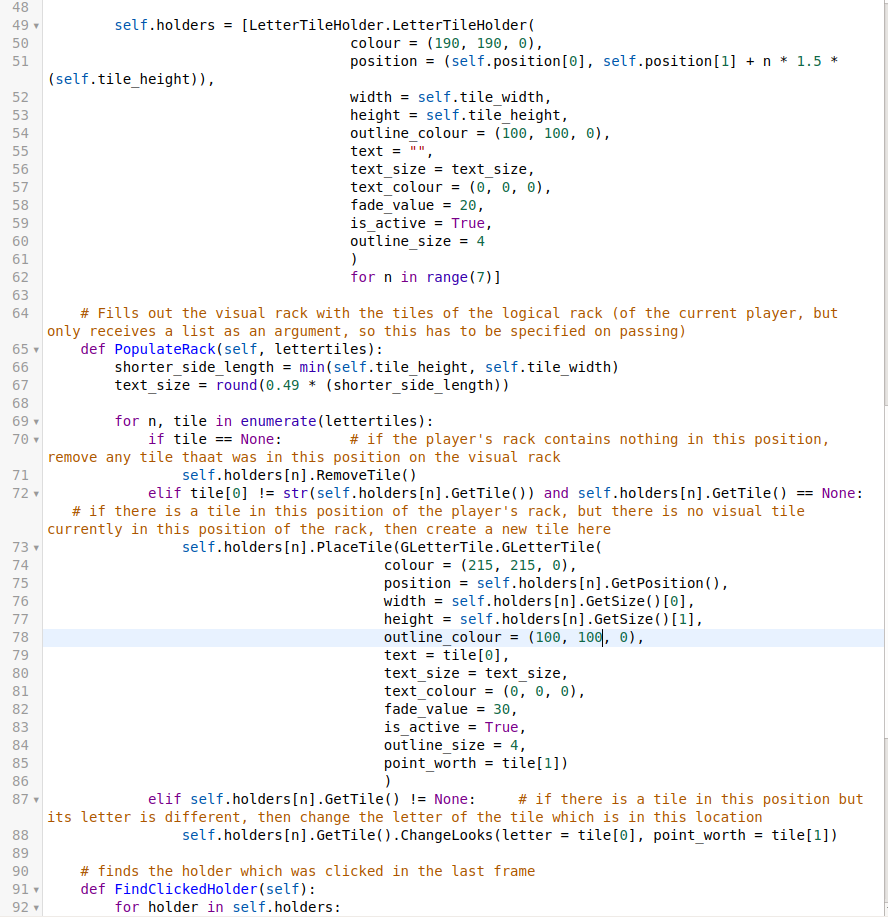 48
49 self.holders = [LetterTileHolder.LetterTileHolder(
50 colour = (190, 190, 0),
51 position = (self.position[0], self.position[1] + n * 1.5 *
(self.tile_height)),
52 width = self.tile_width,
53 height = self.tile_height,
54 outline_colour = (100, 100, 0),
55 text = "",
56 text_size = text_size,
57 text_colour = (0, 0, 0),
58 fade_value = 20,
59 is_active = True,
60 outline_size = 4
61 )
62 for n in range(7)]
63
64 # Fills out the visual rack with the tiles of the logical rack (of the current player, but
only receives a list as an argument, so this has to be specified on passing)
65 def PopulateRack(self, lettertiles):
66 shorter_side_length = min(self.tile_height, self.tile_width)
67 text_size = round(0.49 * (shorter_side_length))
68
69 for n, tile in enumerate(lettertiles):
70 if tile == None: # if the player's rack contains nothing in this position,
remove any tile thaat was in this position on the visual rack
71 self.holders[n].RemoveTile()
72 elif tile[0] != str(self.holders[n].GetTile()) and self.holders[n].GetTile() == None:
# if there is a tile in this position of the player's rack, but there is no visual tile
currently in this position of the rack, then create a new tile here
73 self.holders[n].PlaceTile(GLetterTile.GLetterTile(
74 colour = (215, 215, 0),
75 position = self.holders[n].GetPosition(),
76 width = self.holders[n].GetSize()[0],
77 height = self.holders[n].GetSize()[1],
78 outline_colour = (100, 100, 0),
79 text = tile[0],
80 text_size = text_size,
81 text_colour = (0, 0, 0),
82 fade_value = 30,
83 is_active = True,
84 outline_size = 4,
85 point_worth = tile[1])
86 )
87 elif self.holders[n].GetTile() != None: # if there is a tile in this position but
its letter is different, then change the letter of the tile which is in this location
88 self.holders[n].GetTile().ChangeLooks(letter = tile[0], point_worth = tile[1])
89
90 # finds the holder which was clicked in the last frame
91 def FindClickedHolder(self):
92 for holder in self.holders: